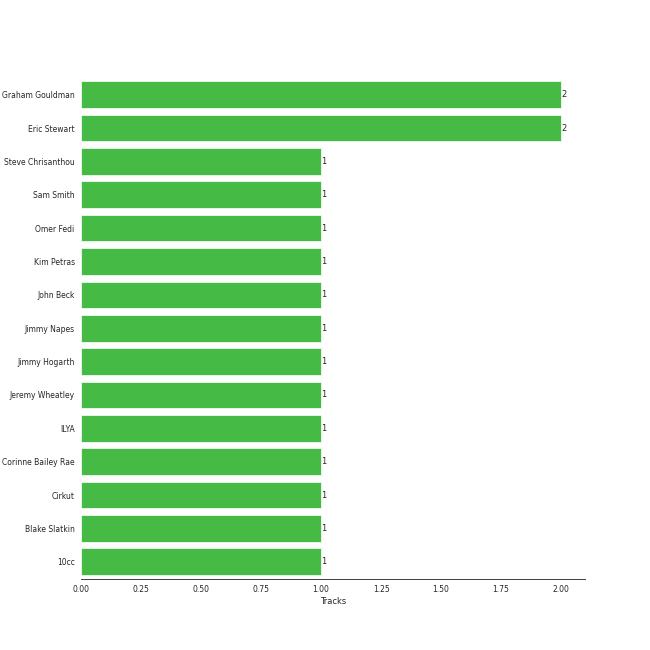 Graham Gouldman 2
Eric Stewart 2
Steve Chrisanthou 1
Sam Smith 1
Omer Fedi 1
Kim Petras 1
John Beck 1
Jimmy Napes 1
Jimmy Hogarth 1
Jeremy Wheatley 1
ILYA 1
Corinne Bailey Rae 1
Cirkut 1
Blake Slatkin 1
10cc 1
0.00 0.25 0.50 0.75 1.00 1.25 1.50 1.75 2.00
Tracks